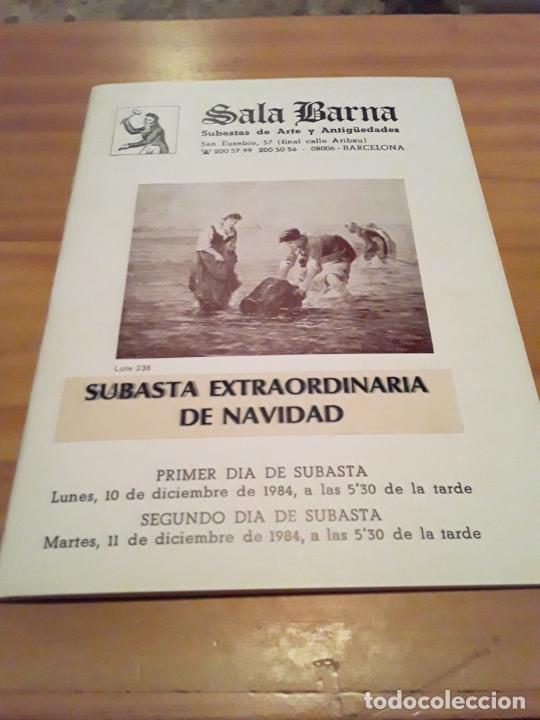 Sala Barna
Subastas de Arte y Antigüedades
San Eusebio, 57 (final calle Aribau)
☎ 200 57 99 200 50 56 - 08006 - BARCELONA
Lote 238
SUBASTA EXTRAORDINARIA
DE NAVIDAD
PRIMER DIA DE SUBASTA
Lunes, 10 de diciembre de 1984, a las 5'30 de la tarde
SEGUNDO DIA DE SUBASTA
Martes, 11 de diciembre de 1984, a las 5'30 de la tarde
todocoleccion.net